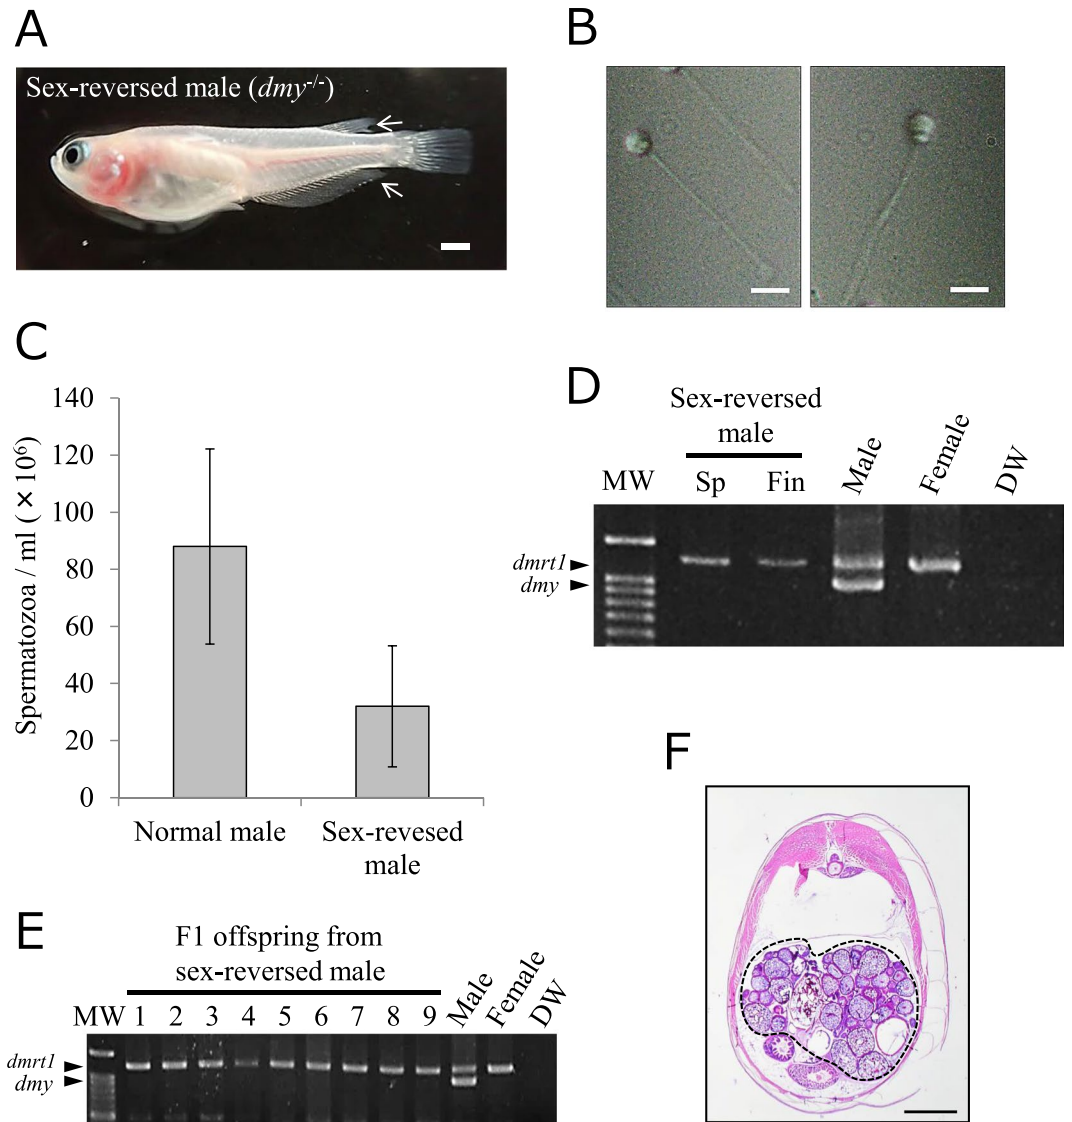 A
Sex-reversed male (dmy-/-)
B
C
Spermatozoa / ml ( × 10⁶)
140
120
100
80
60
40
20
0
Normal male
Sex-revesed
male
D
Sex-reversed
male
MW
Sp
Fin
Male
Female
DW
dmrt1
dmy
E
F1 offspring from
sex-reversed male
MW 1 2 3 4 5 6 7 8 9 Male Female DW
dmrt1
dmy
F